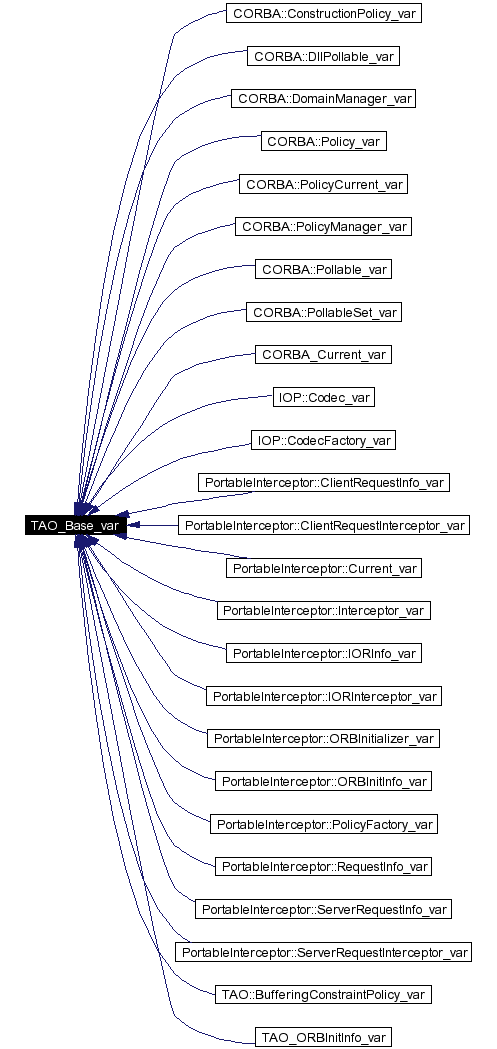 CORBA::ConstructionPolicy_var
CORBA::DllPollable_var
CORBA::DomainManager_var
CORBA::Policy_var
CORBA::PolicyCurrent_var
CORBA::PolicyManager_var
CORBA::Pollable_var
CORBA::PollableSet_var
CORBA_Current_var
IOP::Codec_var
IOP::CodecFactory_var
PortableInterceptor::ClientRequestInfo_var
TAO_Base_var
PortableInterceptor::ClientRequestInterceptor_var
PortableInterceptor::Current_var
PortableInterceptor::Interceptor_var
PortableInterceptor::IORInfo_var
PortableInterceptor::IORInterceptor_var
PortableInterceptor::ORBInitializer_var
PortableInterceptor::ORBInitInfo_var
PortableInterceptor::PolicyFactory_var
PortableInterceptor::RequestInfo_var
PortableInterceptor::ServerRequestInfo_var
PortableInterceptor::ServerRequestInterceptor_var
TAO::BufferingConstraintPolicy_var
TAO_ORBInitInfo_var